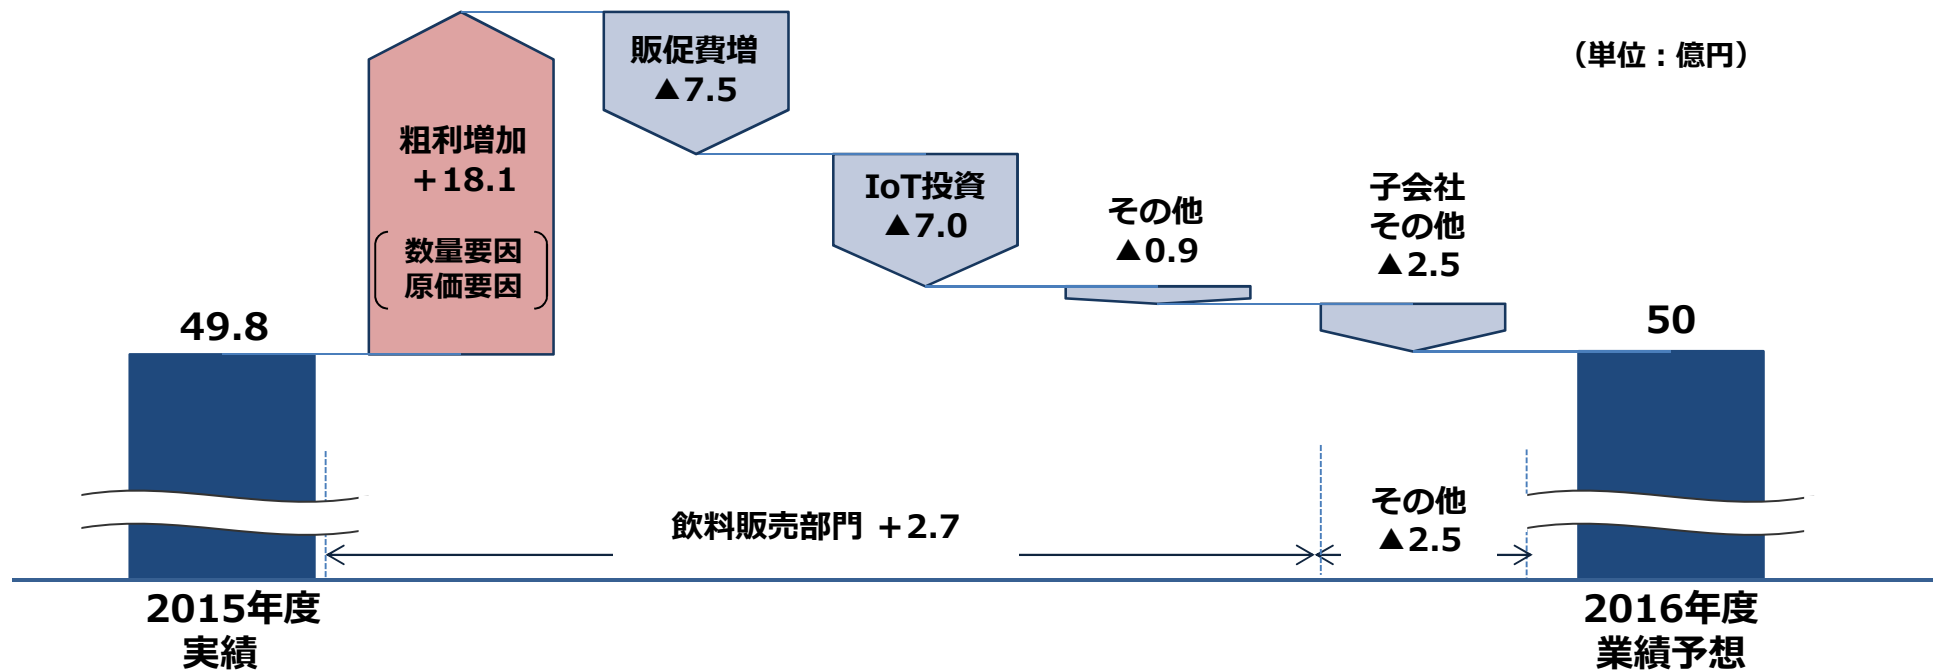 (単位：億円)
販促費増
▲7.5
粗利増加
＋18.1
数量要因
原価要因
IoT投資
▲7.0
その他
▲0.9
子会社
その他
▲2.5
49.8
50
飲料販売部門 ＋2.7
その他
▲2.5
2015年度
実績
2016年度
業績予想